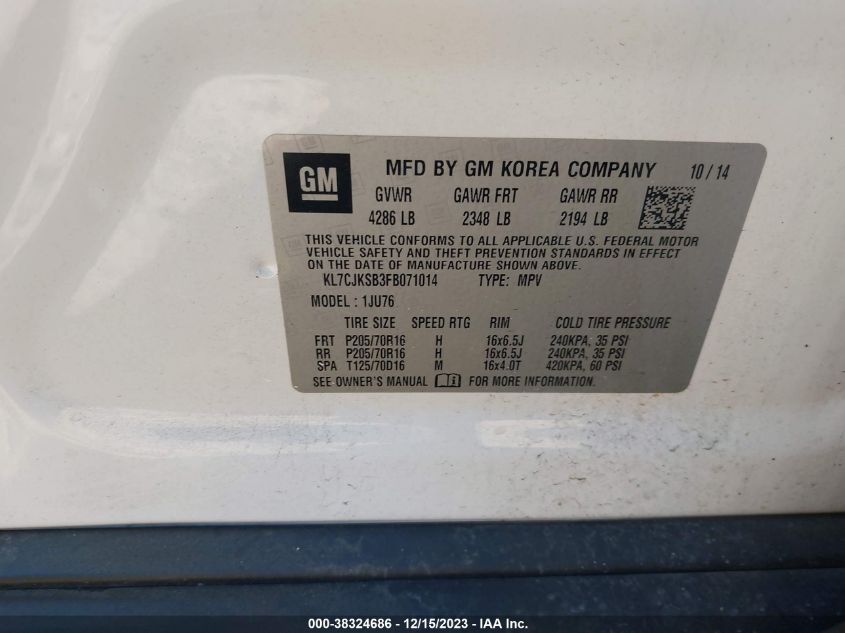 GM MFD BY GM KOREA COMPANY 10/14
GVWR GAWR FRT GAWR RR
4286 LB 2348 LB 2194 LB
THIS VEHICLE CONFORMS TO ALL APPLICABLE U.S. FEDERAL MOTOR
VEHICLE SAFETY AND THEFT PREVENTION STANDARDS IN EFFECT
ON THE DATE OF MANUFACTURE SHOWN ABOVE.
KL7CJKSB3FB071014 TYPE: MPV
MODEL : 1JU76
TIRE SIZE SPEED RTG RIM COLD TIRE PRESSURE
FRT P205/70R16 H 16x6.5J 240KPA, 35 PSI
RR P205/70R16 H 16x6.5J 240KPA, 35 PSI
SPA T125/70D16 M 16x4.0T 420KPA, 60 PSI
SEE OWNER'S MANUAL FOR MORE INFORMATION.
000-38324686 - 12/15/2023 - IAA, Inc.